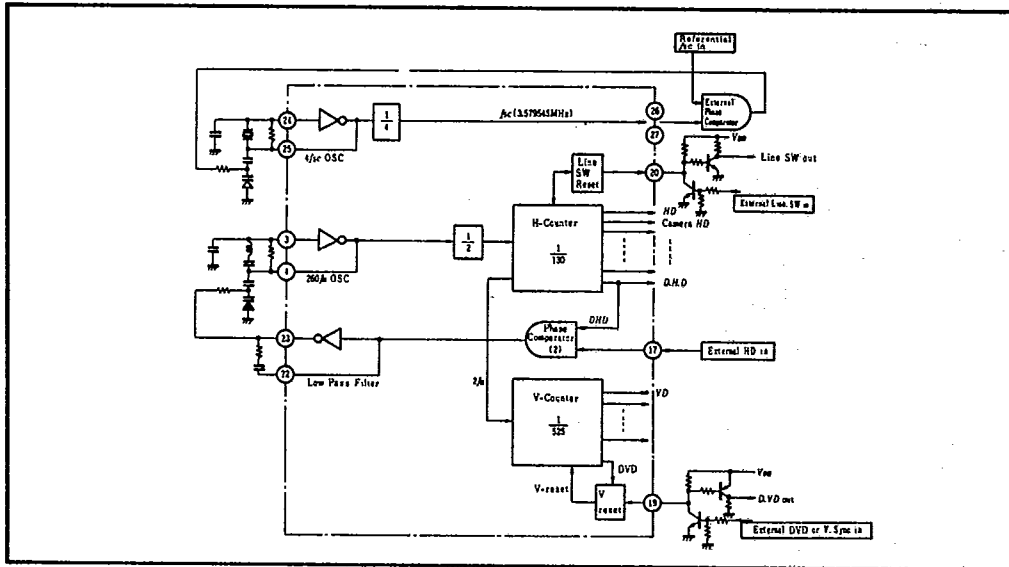 Referential
fsc in
External
Phase
Comparator
24
1/4
fsc (3.579545MHz)
26
27
25
4fsc OSC
VDD
Line SW out
Line
SW
Reset
20
External Line SW in
3
1/2
H-Counter
1/130
HD
Camera HD
4
260fH OSC
D.H.D
DHD
23
Phase
Comparator
(2)
17
External HD in
22
Low Pass Filter
2fH
V-Counter
1/525
VD
DVD
V-reset
V
reset
19
VDD
D.VD out
External DVD or V. Sync in